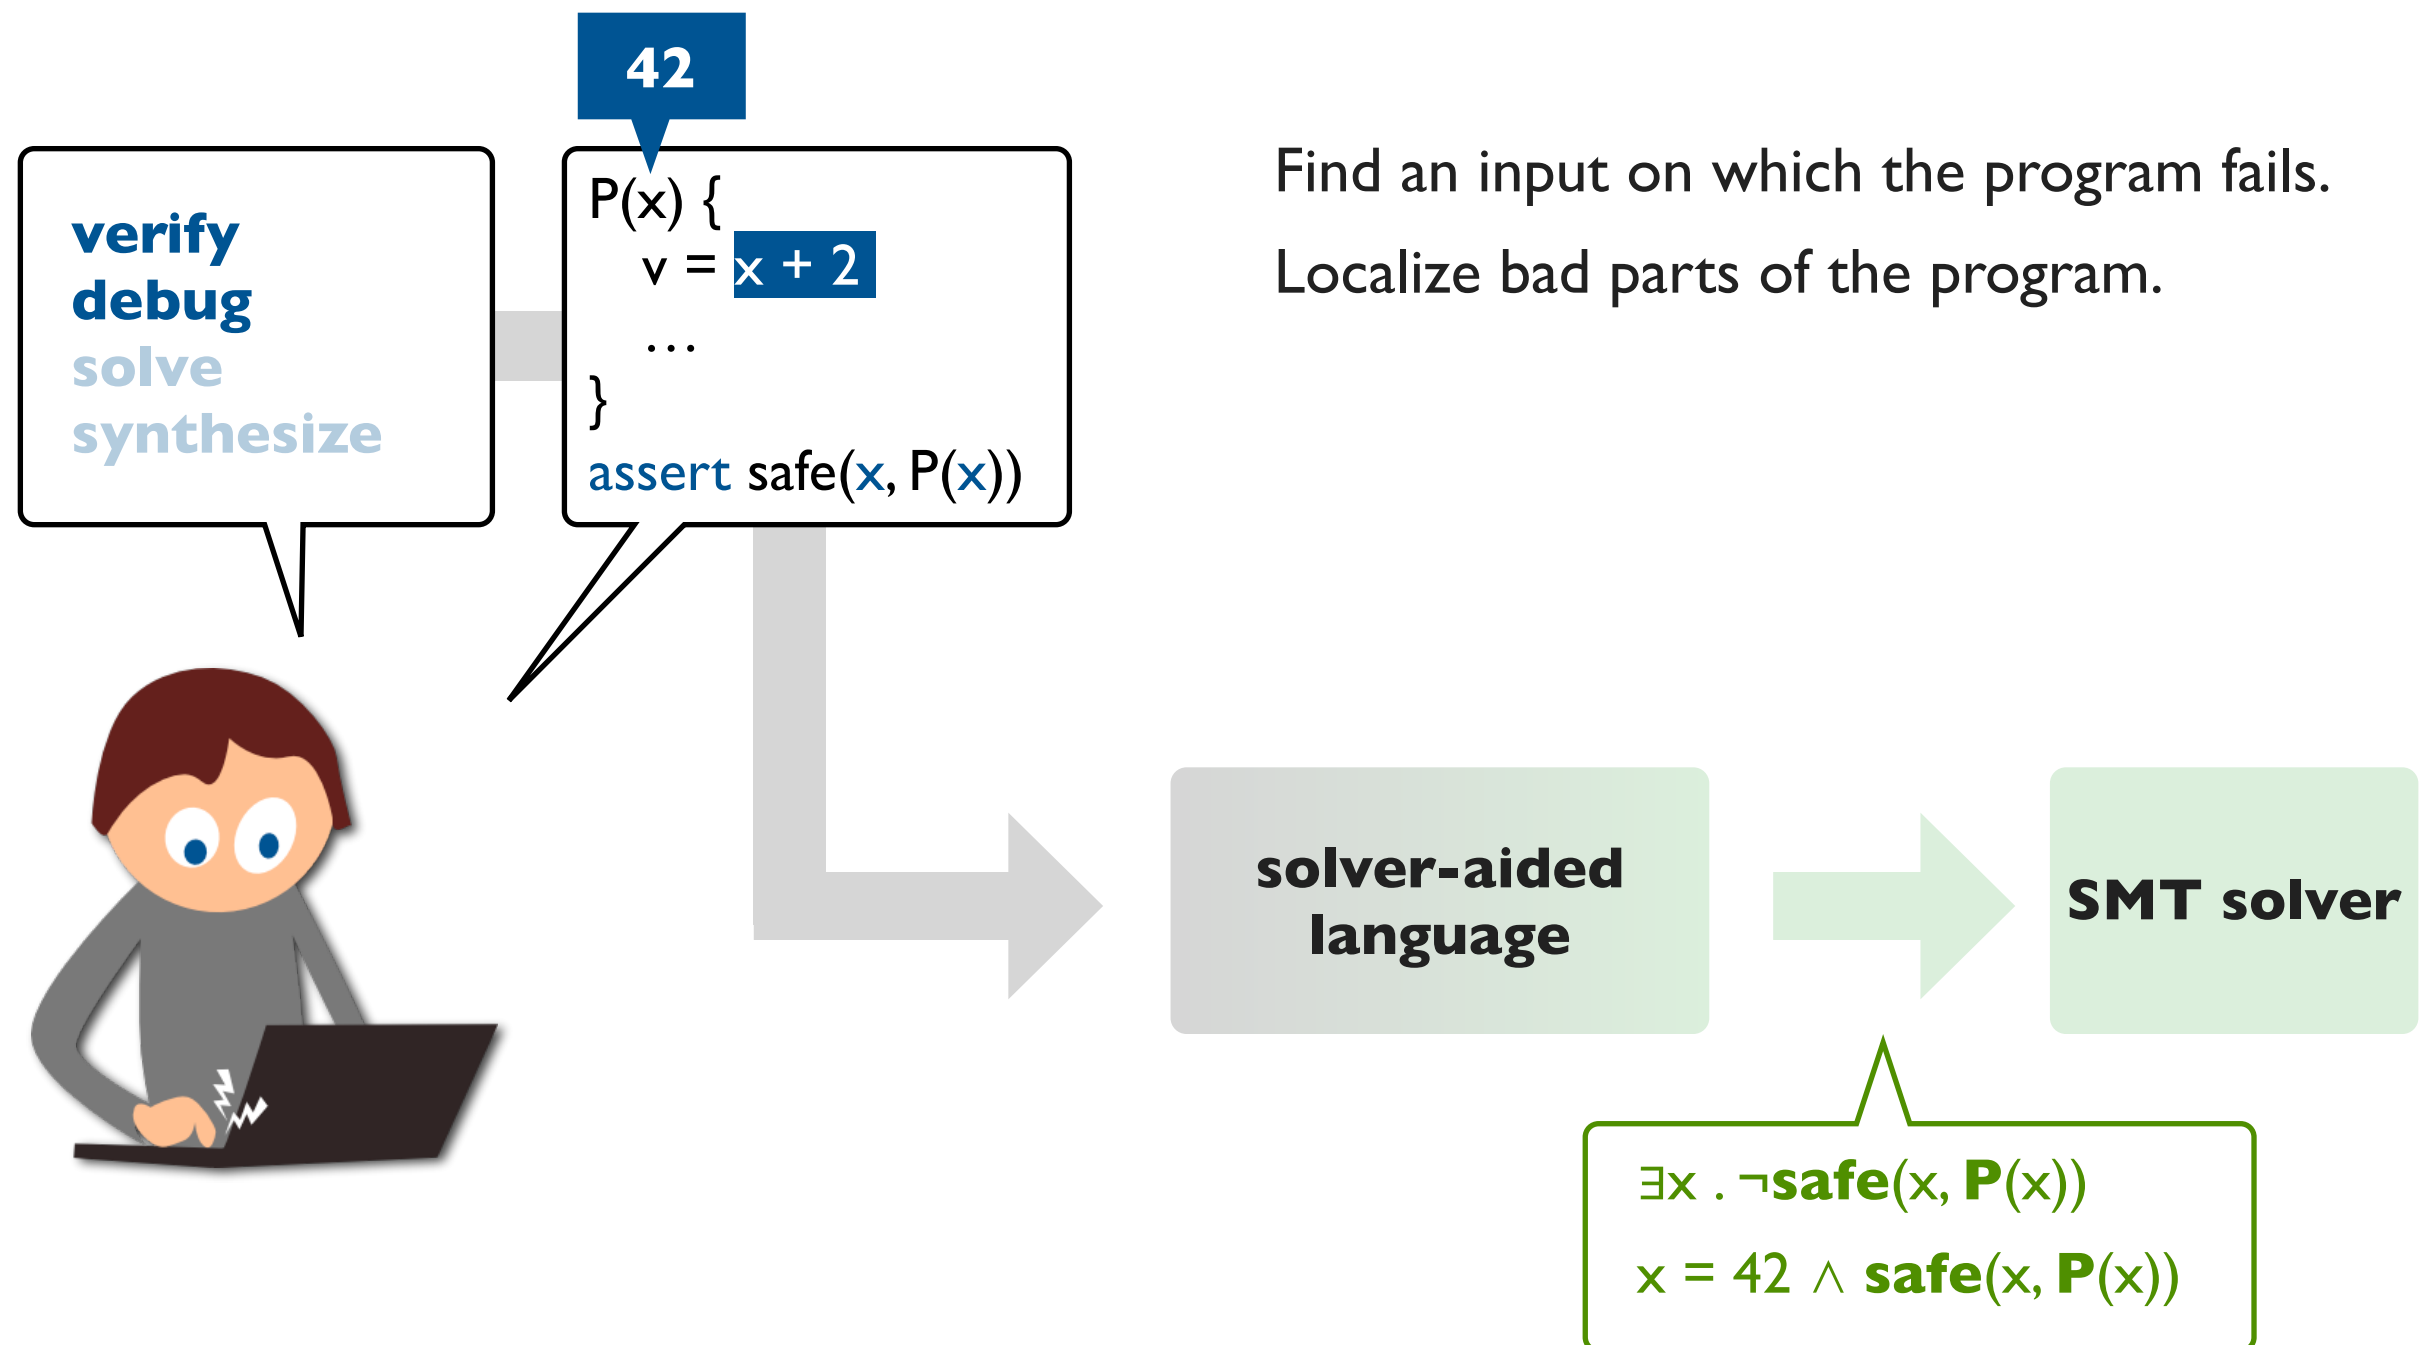 42
verify
debug
solve
synthesize
P(x) {
v = x + 2
…
}
assert safe(x, P(x))
Find an input on which the program fails.
Localize bad parts of the program.
solver-aided
language
SMT solver
∃x . ¬safe(x, P(x))
x = 42 ∧ safe(x, P(x))